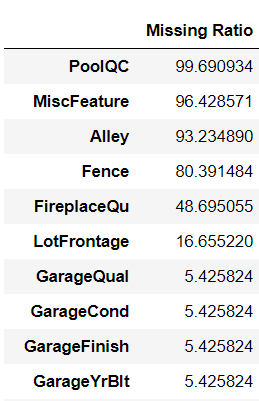 Missing Ratio
PoolQC 99.690934
MiscFeature 96.428571
Alley 93.234890
Fence 80.391484
FireplaceQu 48.695055
LotFrontage 16.655220
GarageQual 5.425824
GarageCond 5.425824
GarageFinish 5.425824
GarageYrBlt 5.425824